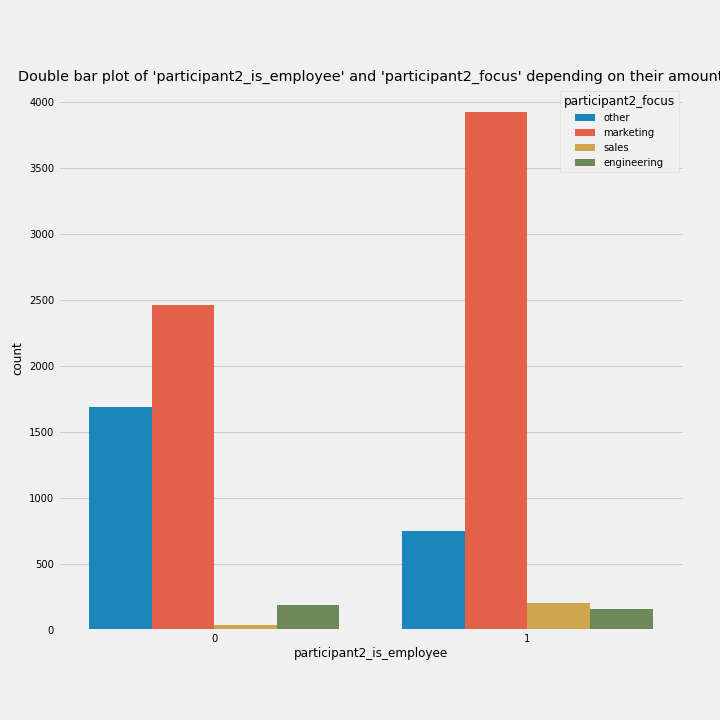 Double bar plot of 'participant2_is_employee' and 'participant2_focus' depending on their amount
participant2_focus
other
marketing
sales
engineering
4000
3500
3000
2500
2000
1500
1000
500
0
count
0 1
participant2_is_employee